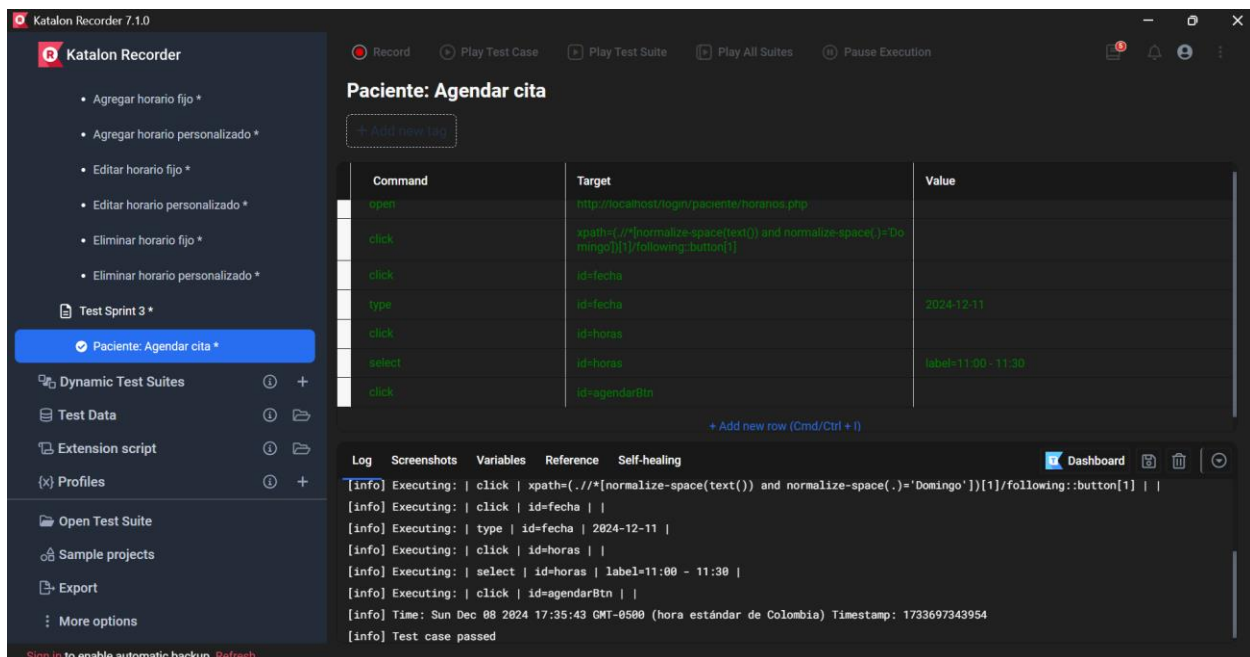 Katalon Recorder 7.1.0
Katalon Recorder
Record
Play Test Case
Play Test Suite
Play All Suites
Pause Execution
Agregar horario fijo *
Agregar horario personalizado *
Editar horario fijo *
Editar horario personalizado *
Eliminar horario fijo *
Eliminar horario personalizado *
Test Sprint 3 *
Paciente: Agendar cita *
Dynamic Test Suites
Test Data
Extension script
{x} Profiles
Open Test Suite
Sample projects
Export
More options
Sign in to enable automatic backup. Refresh
Paciente: Agendar cita
+ Add new tag
Command Target Value
open http://localhost/login/paciente/horarios.php
click xpath=(.//*[normalize-space(text()) and normalize-space(.)='Do
mingo'])[1]/following::button[1]
click id=fecha
type id=fecha 2024-12-11
click id=horas
select id=horas label=11:00 - 11:30
click id=agendarBtn
+ Add new row (Cmd/Ctrl + I)
Log Screenshots Variables Reference Self-healing Dashboard
[info] Executing: | click | xpath=(.//*[normalize-space(text()) and normalize-space(.)='Domingo'])[1]/following::button[1] | |
[info] Executing: | click | id=fecha | |
[info] Executing: | type | id=fecha | 2024-12-11 |
[info] Executing: | click | id=horas | |
[info] Executing: | select | id=horas | label=11:00 - 11:30 |
[info] Executing: | click | id=agendarBtn | |
[info] Time: Sun Dec 08 2024 17:35:43 GMT-0500 (hora estándar de Colombia) Timestamp: 1733697343954
[info] Test case passed